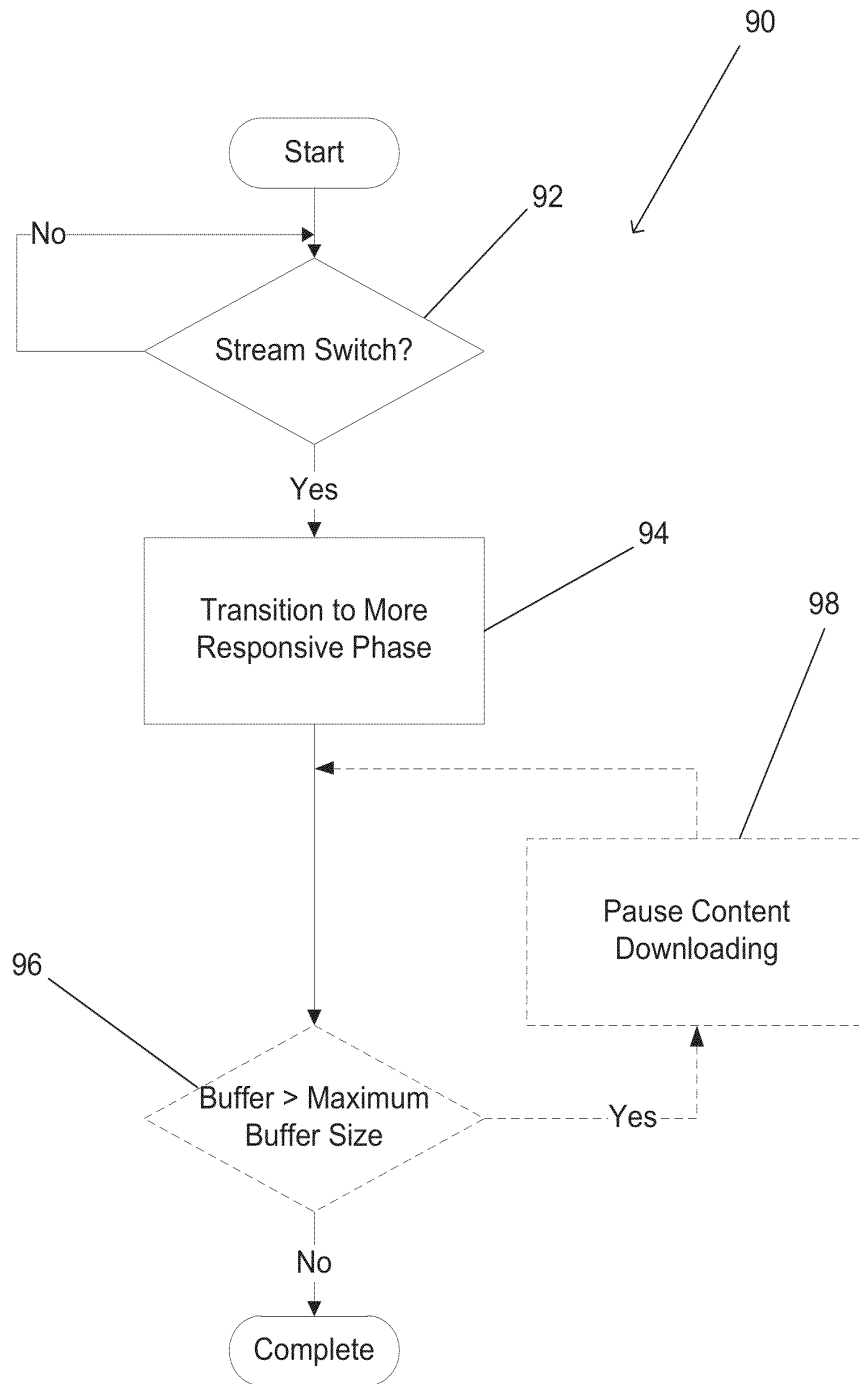 90
Start
92
No
Stream Switch?
Yes
94
Transition to More
Responsive Phase
98
Pause Content
Downloading
96
Buffer > Maximum
Buffer Size
Yes
No
Complete